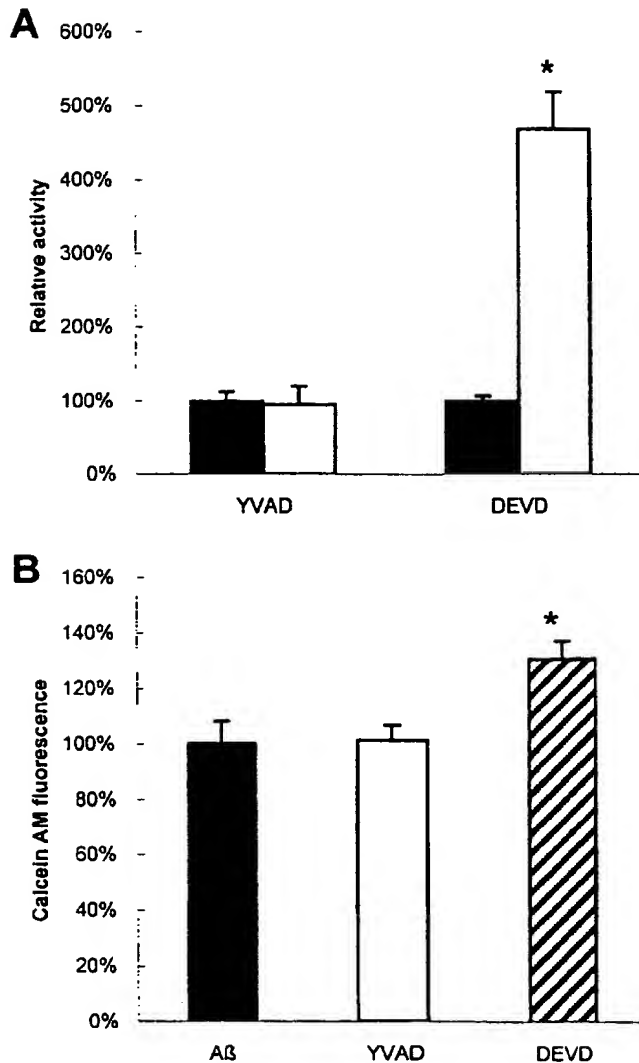 A
600%
500%
400%
300%
200%
100%
0%
Relative activity
*
YVAD
DEVD
B
160%
140%
120%
100%
80%
60%
40%
20%
0%
Calcein AM fluorescence
*
Aß
YVAD
DEVD